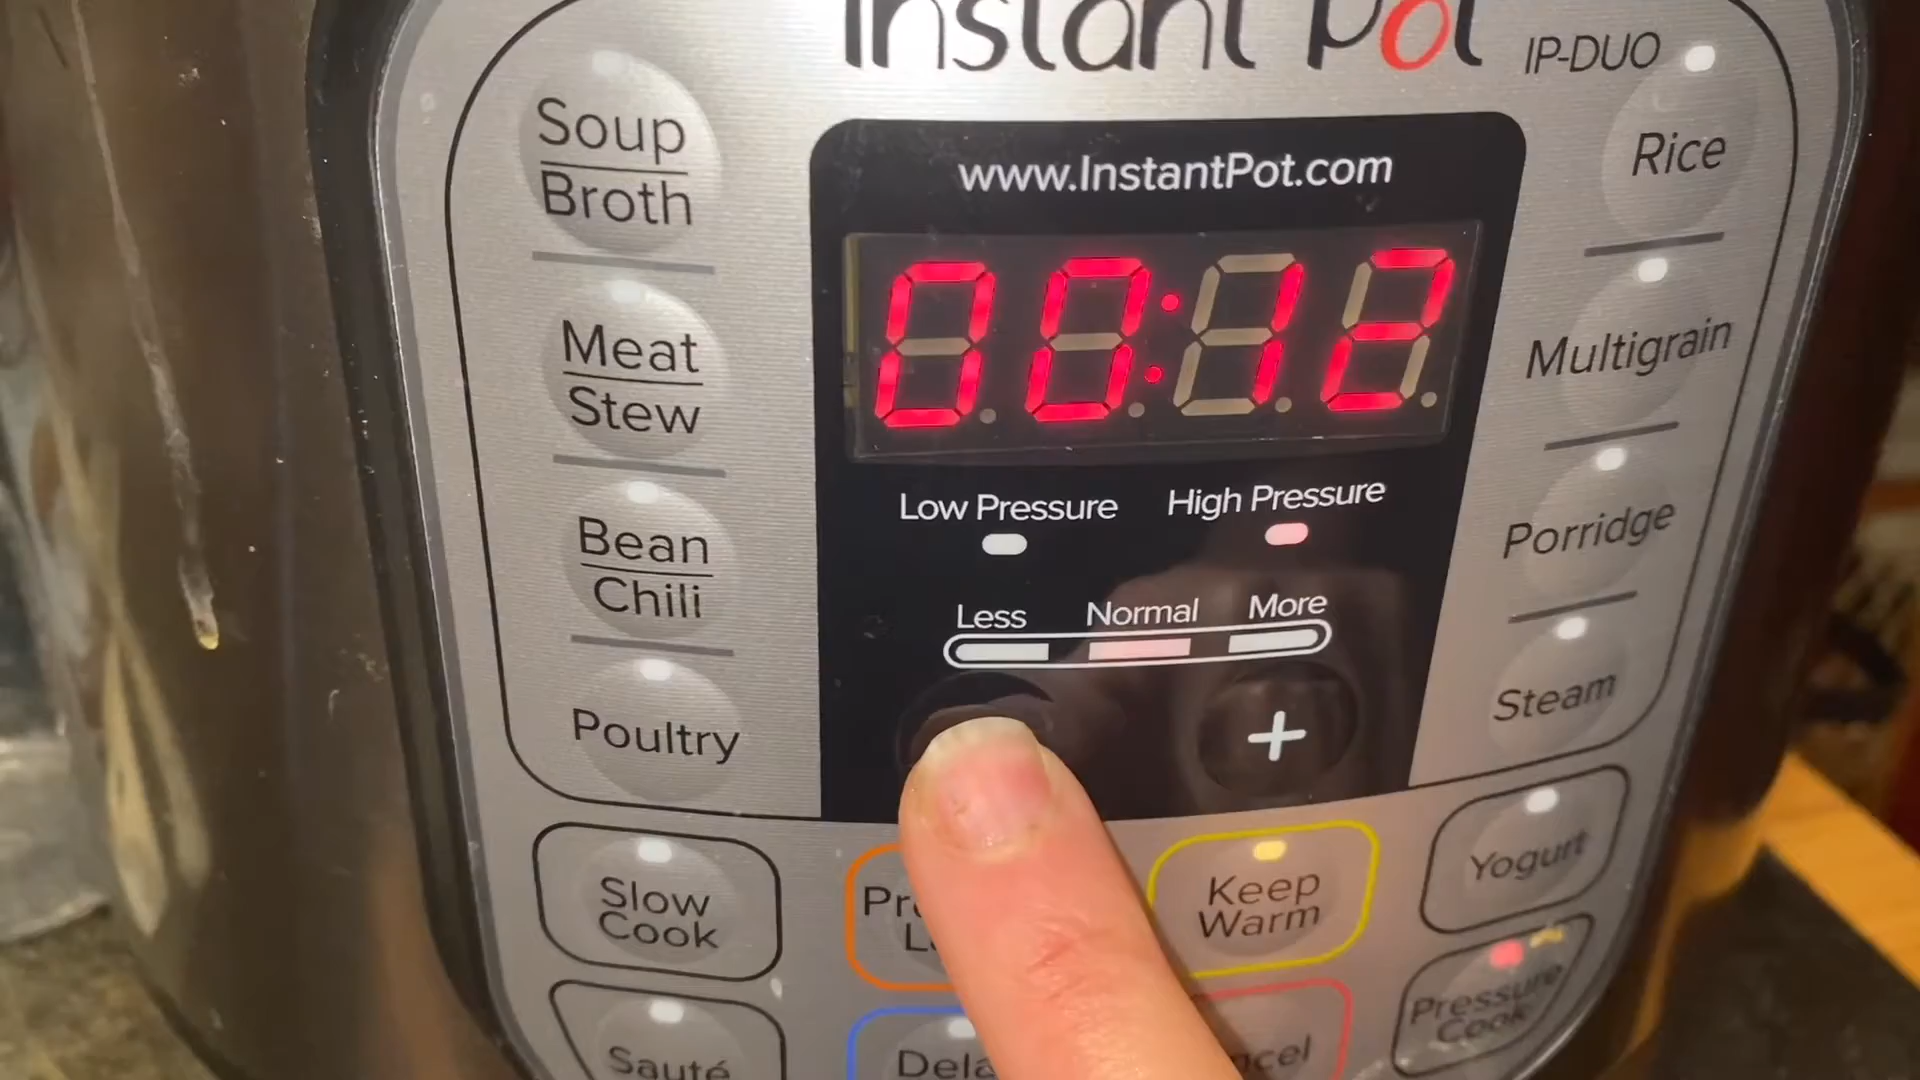 Instant Pot IP-DUO
Soup
Broth
Meat
Stew
Bean
Chili
Poultry
www.InstantPot.com
00:12
Low Pressure High Pressure
Less Normal More
+
Rice
Multigrain
Porridge
Steam
Slow
Cook
Keep
Warm
Yogurt
Sauté
Pressure
Cook